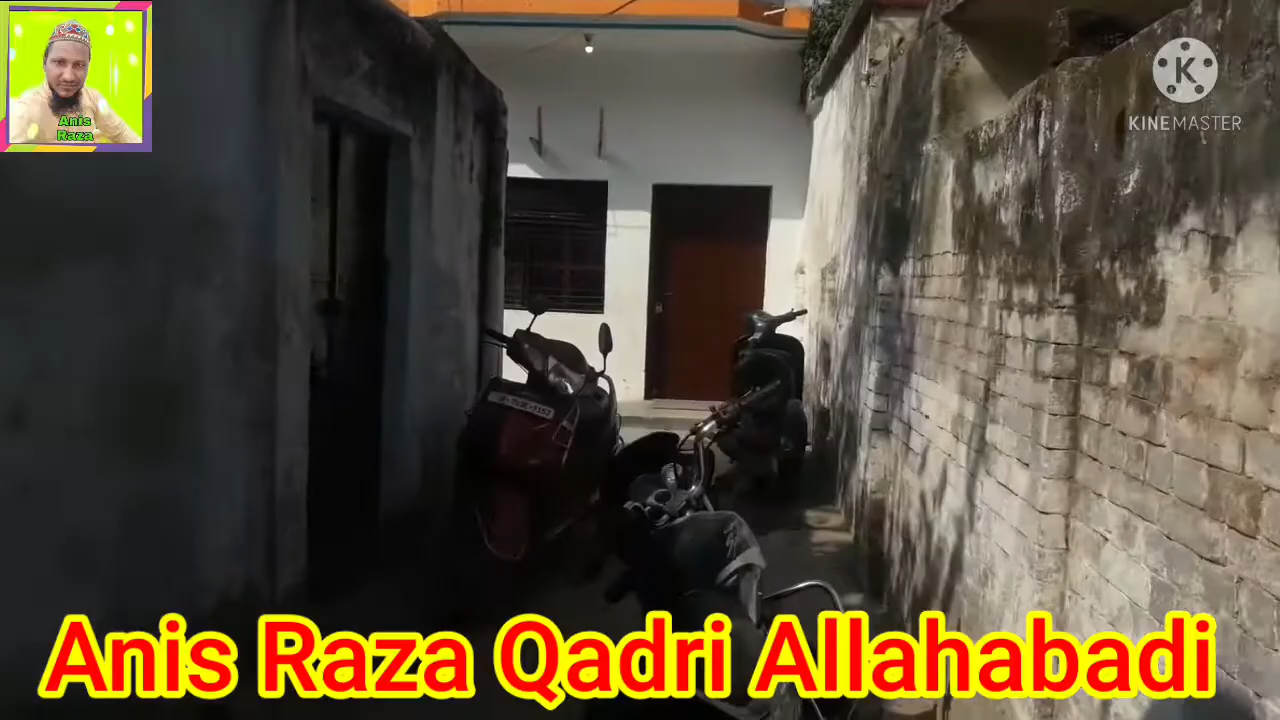 Anis
Raza
K
KINEMASTER
Anis Raza Qadri Allahabadi